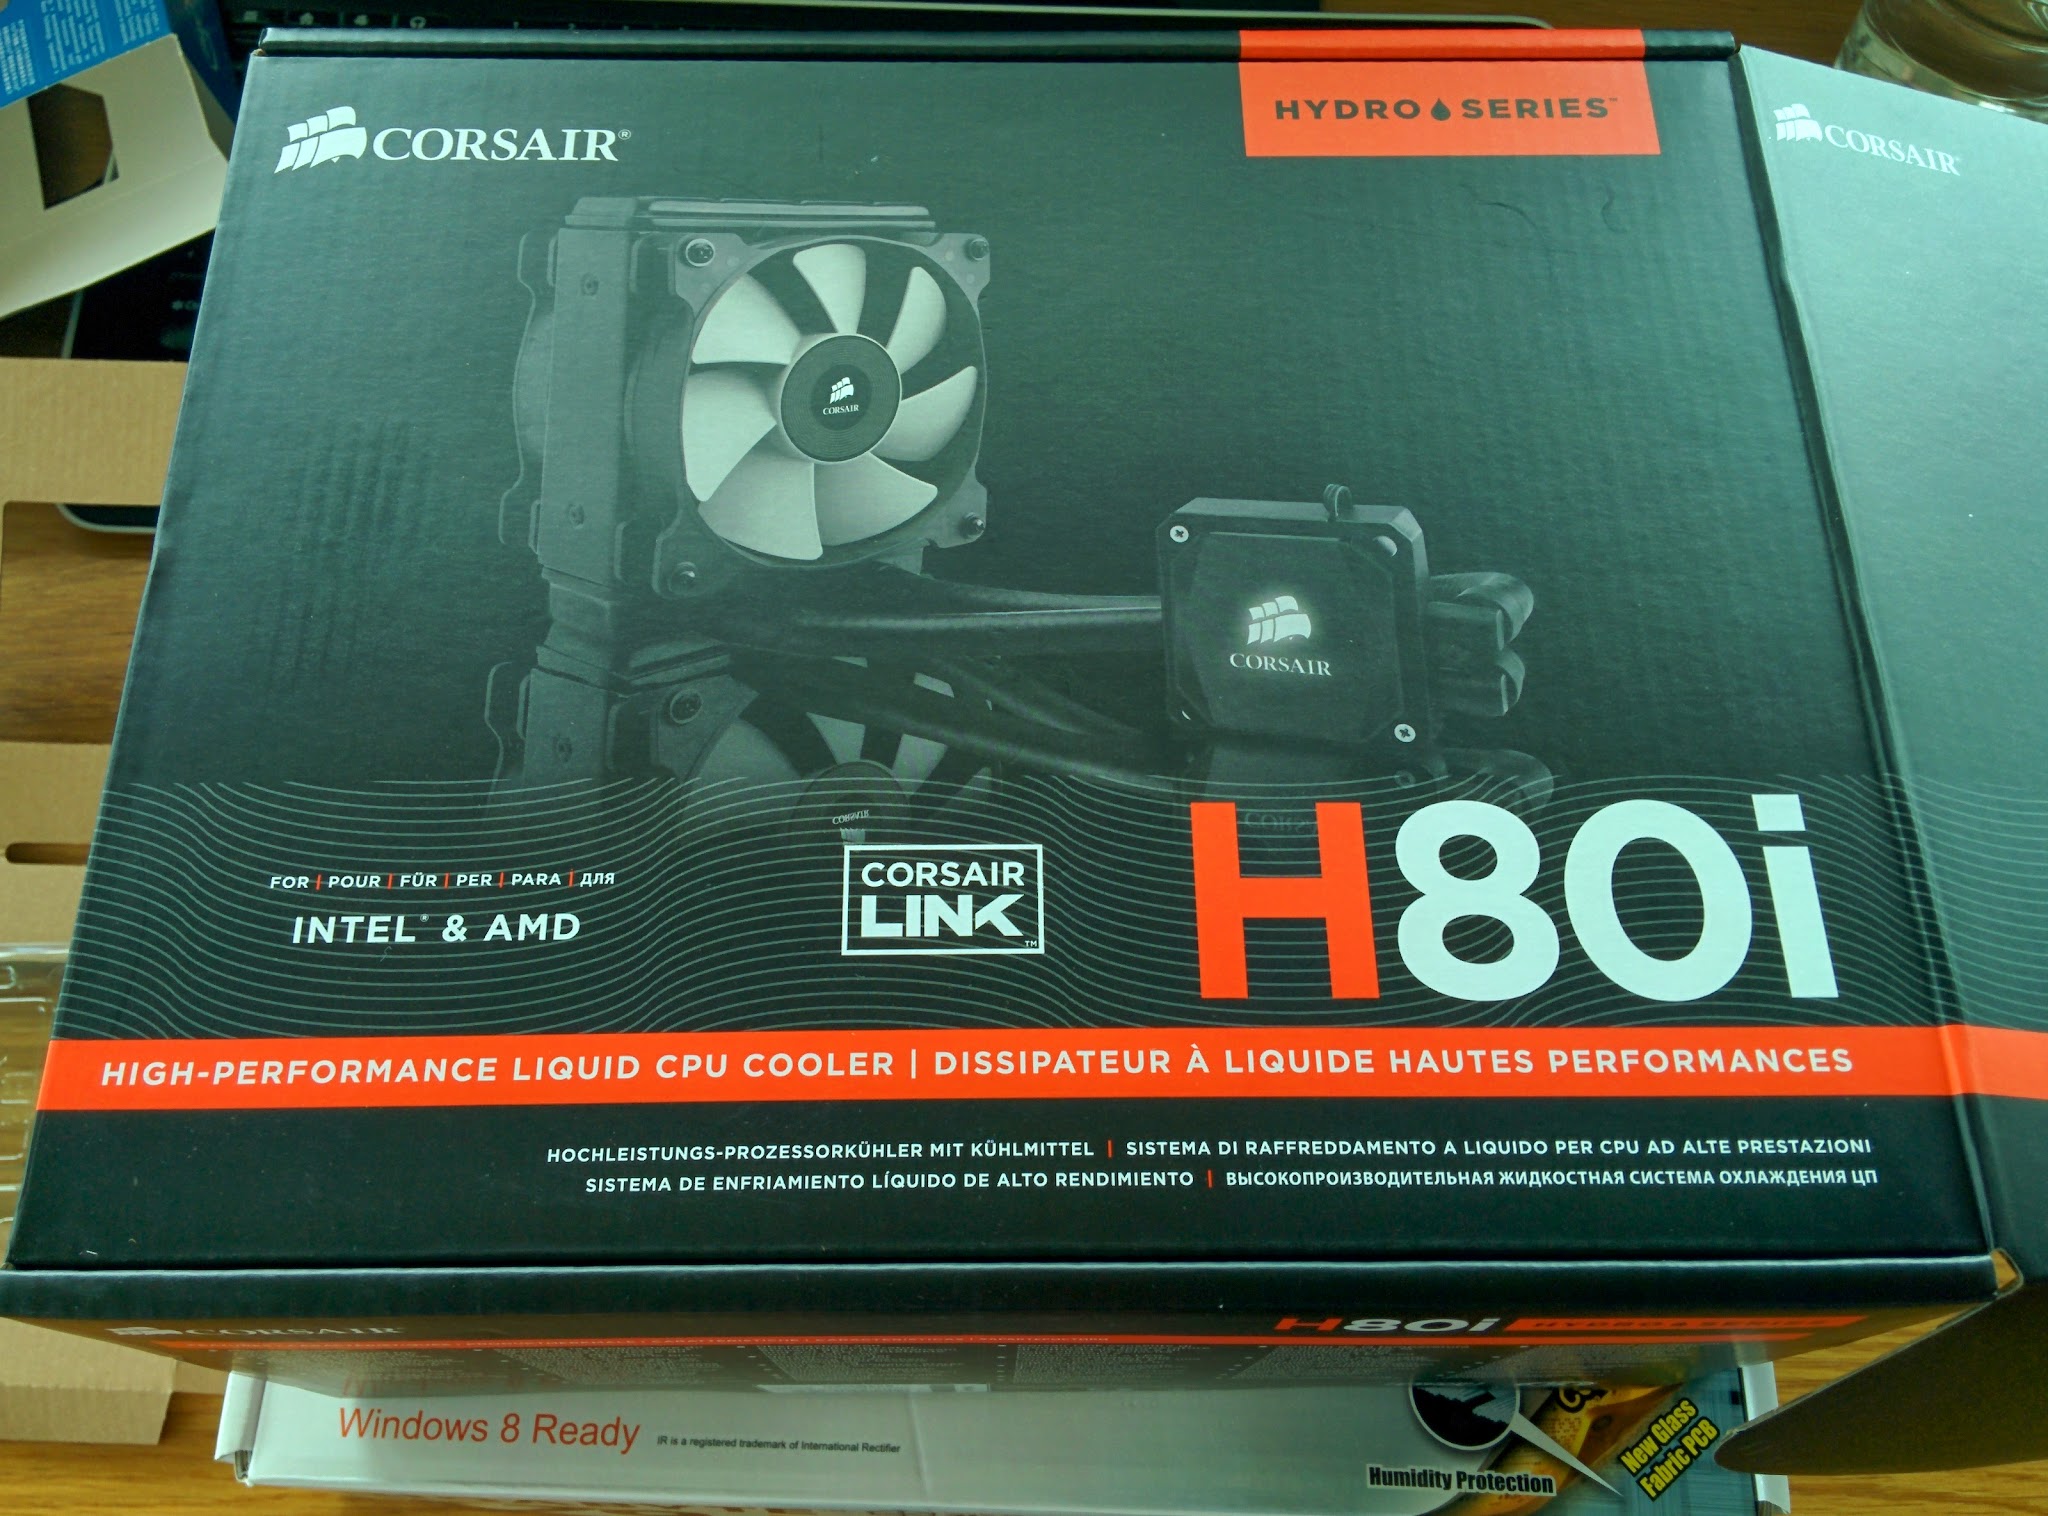 CORSAIR®
HYDRO SERIES™
CORSAIR
CORSAIR
CORSAIR
FOR | POUR | FÜR | PER | PARA | ДЛЯ
INTEL® & AMD
CORSAIR
LINK™
H80i
HIGH-PERFORMANCE LIQUID CPU COOLER | DISSIPATEUR À LIQUIDE HAUTES PERFORMANCES
HOCHLEISTUNGS-PROZESSORKÜHLER MIT KÜHLMITTEL | SISTEMA DI RAFFREDDAMENTO A LIQUIDO PER CPU AD ALTE PRESTAZIONI
SISTEMA DE ENFRIAMIENTO LÍQUIDO DE ALTO RENDIMIENTO | ВЫСОКОПРОИЗВОДИТЕЛЬНАЯ ЖИДКОСТНАЯ СИСТЕМА ОХЛАЖДЕНИЯ ЦП
CORSAIR
H80i HYDRO SERIES
Windows 8 Ready
IR is a registered trademark of International Rectifier
Humidity Protection
New Glass
Fabric PCB